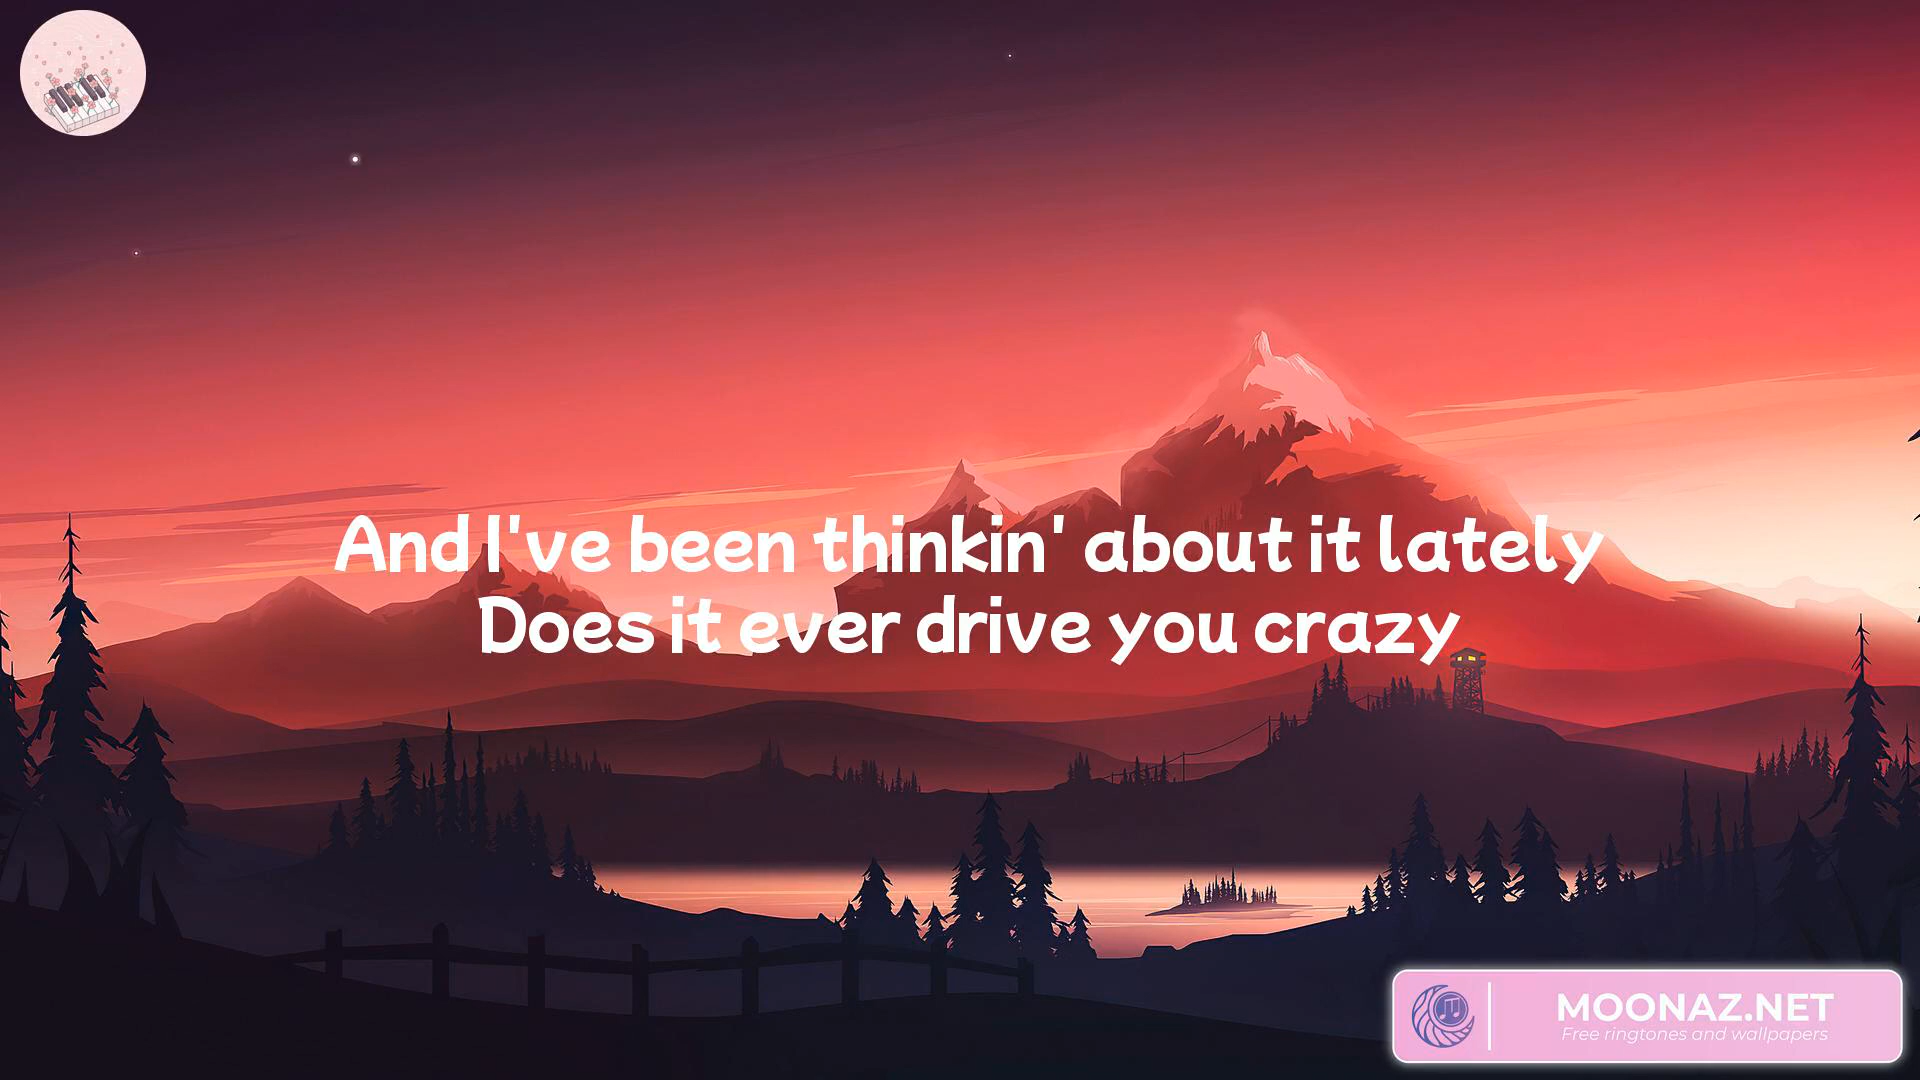 And I've been thinkin' about it lately
Does it ever drive you crazy
MOONAZ.NET
Free ringtones and wallpapers